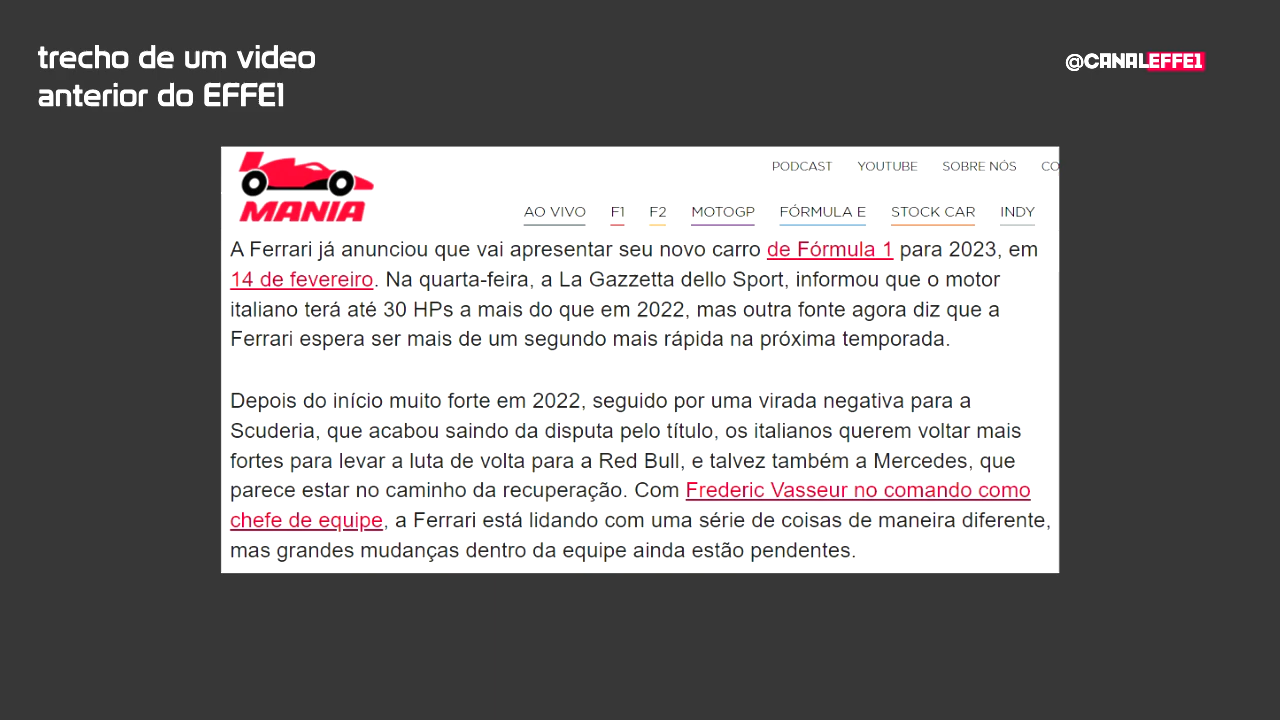 trecho de um video
anterior do EFFE1
@CANALEFFE1
MANIA
PODCAST YOUTUBE SOBRE NÓS CO
AO VIVO F1 F2 MOTOGP FÓRMULA E STOCK CAR INDY
A Ferrari já anunciou que vai apresentar seu novo carro de Fórmula 1 para 2023, em
14 de fevereiro. Na quarta-feira, a La Gazzetta dello Sport, informou que o motor
italiano terá até 30 HPs a mais do que em 2022, mas outra fonte agora diz que a
Ferrari espera ser mais de um segundo mais rápida na próxima temporada.
Depois do início muito forte em 2022, seguido por uma virada negativa para a
Scuderia, que acabou saindo da disputa pelo título, os italianos querem voltar mais
fortes para levar a luta de volta para a Red Bull, e talvez também a Mercedes, que
parece estar no caminho da recuperação. Com Frederic Vasseur no comando como
chefe de equipe, a Ferrari está lidando com uma série de coisas de maneira diferente,
mas grandes mudanças dentro da equipe ainda estão pendentes.